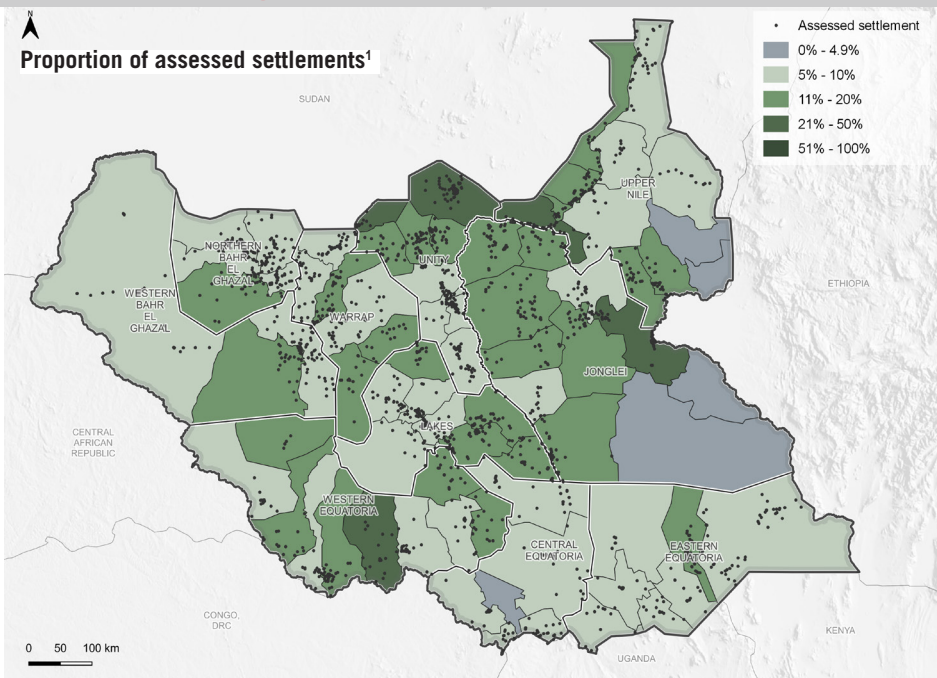 N
Proportion of assessed settlements¹
Assessed settlement
0% - 4.9%
5% - 10%
11% - 20%
21% - 50%
51% - 100%
SUDAN
UPPER
NILE
NORTHERN
BAHR
EL
GHAZAL
UNITY
ETHIOPIA
WESTERN
BAHR
EL
GHAZAL
WARRAP
JONGLEI
CENTRAL
AFRICAN
REPUBLIC
LAKES
WESTERN
EQUATORIA
CENTRAL
EQUATORIA
EASTERN
EQUATORIA
CONGO,
DRC
KENYA
UGANDA
0 50 100 km